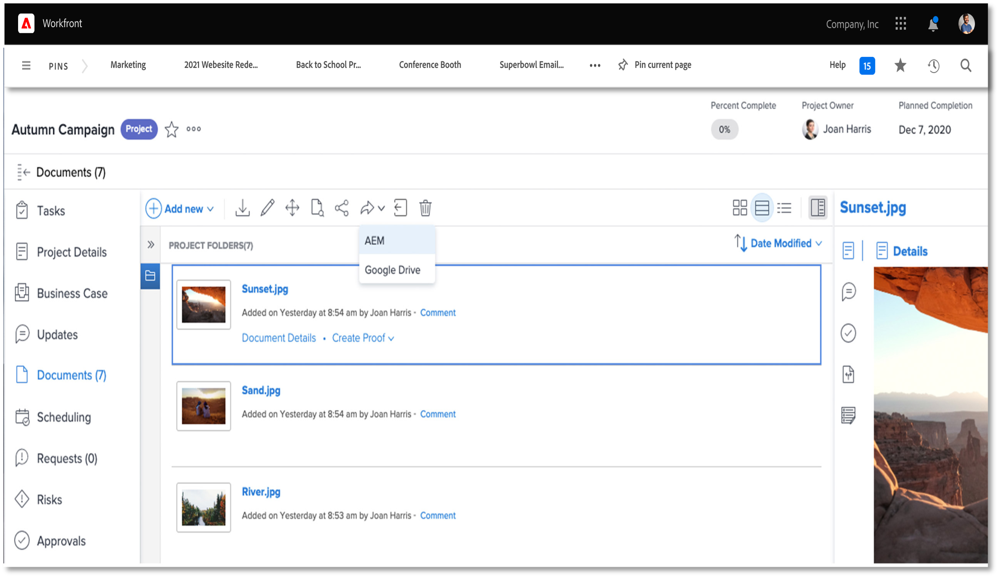 Workfront
Company, Inc
PINS
Marketing
2021 Webesite Rede...
Back to School Pr...
Conference Booth
Superbowl Email...
Pin current page
Help
15
Percent Complete
Project Owner
Planned Completion
Autumn Campaign
Project
0%
Joan Harris
Dec 7, 2020
Documents (7)
Tasks
Project Details
Business Case
Updates
Documents (7)
Scheduling
Requests (0)
Risks
Approvals
Add new
AEM
Google Drive
PROJECT FOLDERS(7)
Date Modified
Sunset.jpg
Added on Yesterday at 8:54 am by Joan Harris - Comment
Document Details • Create Proof
Sand.jpg
Added on Yesterday at 8:54 am by Joan Harris - Comment
River.jpg
Added on Yesterday at 8:53 am by Joan Harris - Comment
Sunset.jpg
Details